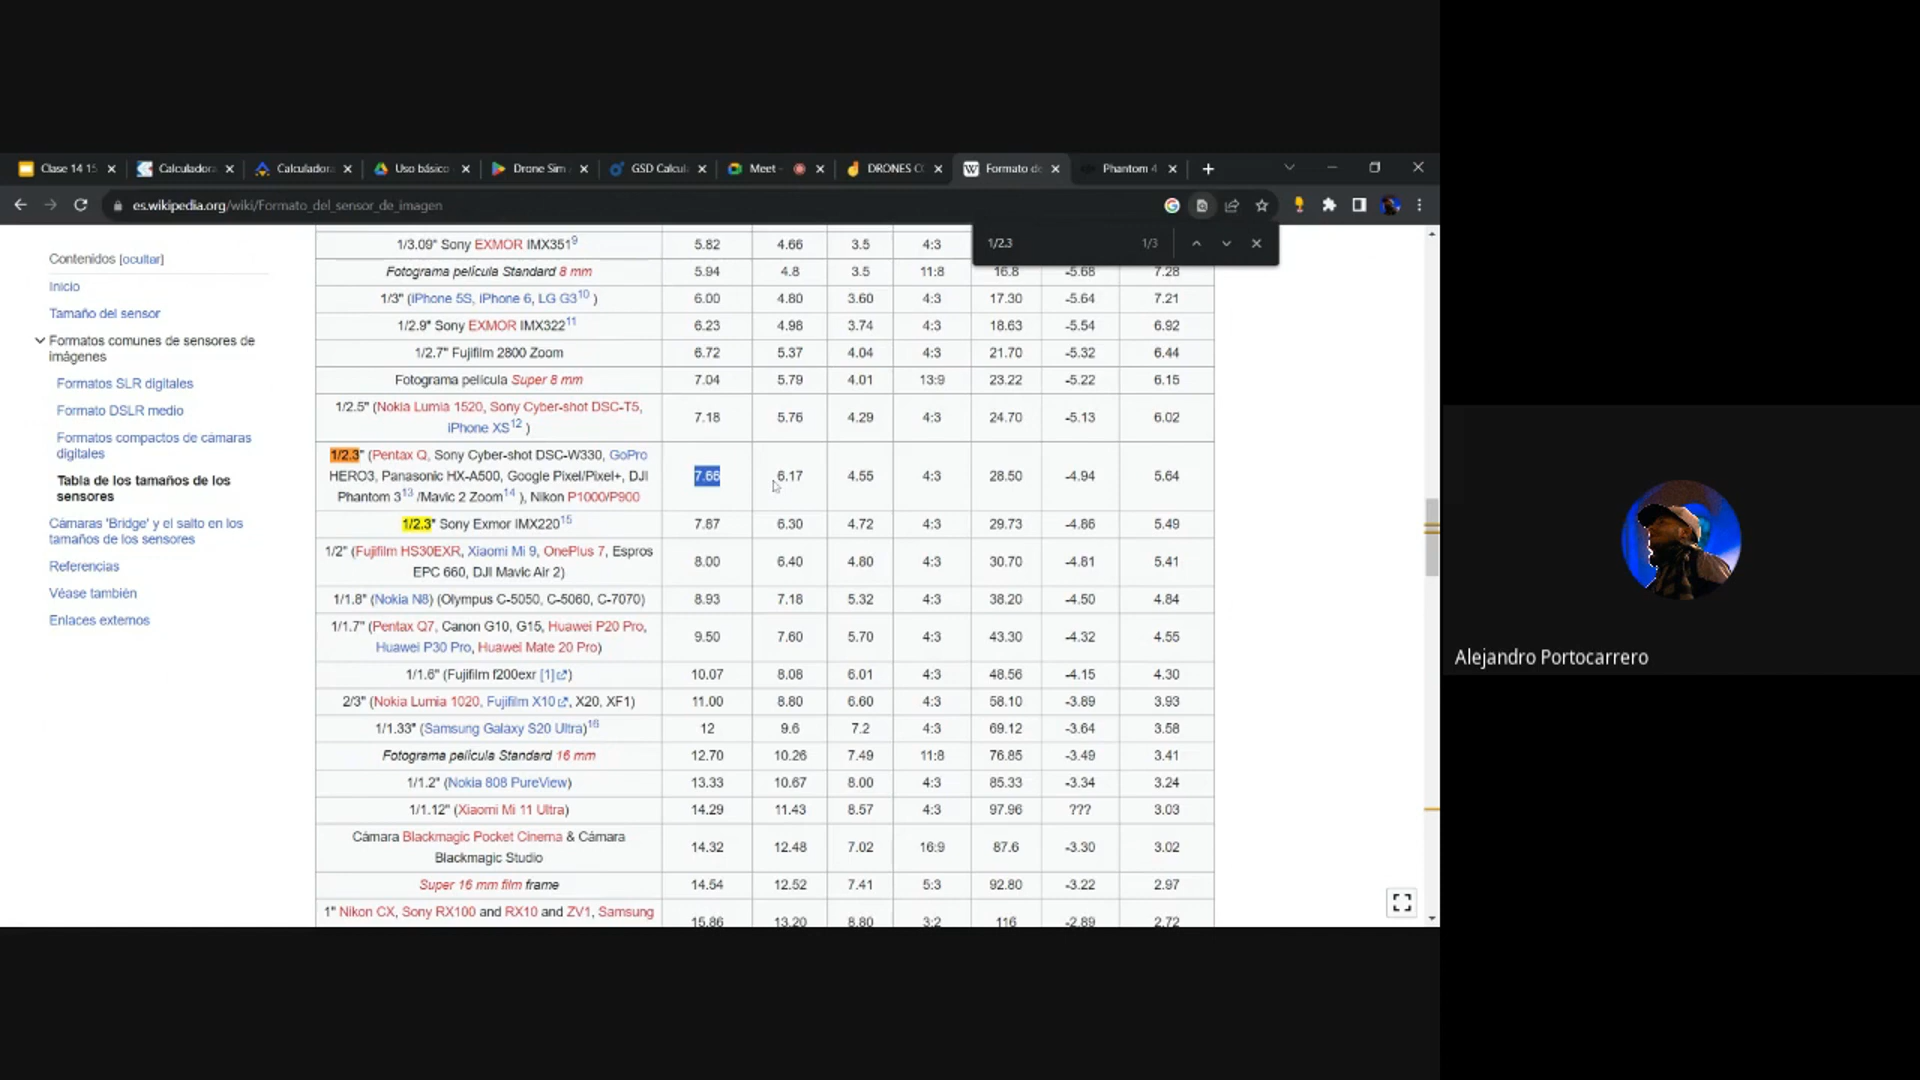 Clase 14 15
Calculadora
Calculadora
Uso básico
Drone Sim
GSD Calcul
Meet -
DRONES C
Formato de
Phantom 4
es.wikipedia.org/wiki/Formato_del_sensor_de_imagen
1/2.3 1/3
Contenidos [ocultar]
Inicio
Tamaño del sensor
Formatos comunes de sensores de
imágenes
Formatos SLR digitales
Formato DSLR medio
Formatos compactos de cámaras
digitales
Tabla de los tamaños de los
sensores
Cámaras 'Bridge' y el salto en los
tamaños de los sensores
Referencias
Véase también
Enlaces externos
1/3.09" Sony EXMOR IMX351⁹ 5.82 4.66 3.5 4:3
Fotograma película Standard 8 mm 5.94 4.8 3.5 11:8 16.8 -5.68 7.28
1/3" (iPhone 5S, iPhone 6, LG G3¹⁰ ) 6.00 4.80 3.60 4:3 17.30 -5.64 7.21
1/2.9" Sony EXMOR IMX322¹¹ 6.23 4.98 3.74 4:3 18.63 -5.54 6.92
1/2.7" Fujifilm 2800 Zoom 6.72 5.37 4.04 4:3 21.70 -5.32 6.44
Fotograma película Super 8 mm 7.04 5.79 4.01 13:9 23.22 -5.22 6.15
1/2.5" (Nokia Lumia 1520, Sony Cyber-shot DSC-T5,
iPhone XS¹² ) 7.18 5.76 4.29 4:3 24.70 -5.13 6.02
1/2.3" (Pentax Q, Sony Cyber-shot DSC-W330, GoPro
HERO3, Panasonic HX-A500, Google Pixel/Pixel+, DJI 7.66 6.17 4.55 4:3 28.50 -4.94 5.64
Phantom 3¹³ /Mavic 2 Zoom¹⁴ ), Nikon P1000/P900
1/2.3" Sony Exmor IMX220¹⁵ 7.87 6.30 4.72 4:3 29.73 -4.86 5.49
1/2" (Fujifilm HS30EXR, Xiaomi Mi 9, OnePlus 7, Espros
EPC 660, DJI Mavic Air 2) 8.00 6.40 4.80 4:3 30.70 -4.81 5.41
1/1.8" (Nokia N8) (Olympus C-5050, C-5060, C-7070) 8.93 7.18 5.32 4:3 38.20 -4.50 4.84
1/1.7" (Pentax Q7, Canon G10, G15, Huawei P20 Pro,
Huawei P30 Pro, Huawei Mate 20 Pro) 9.50 7.60 5.70 4:3 43.30 -4.32 4.55
1/1.6" (Fujifilm f200exr [1]) 10.07 8.08 6.01 4:3 48.56 -4.15 4.30
2/3" (Nokia Lumia 1020, Fujifilm X10, X20, XF1) 11.00 8.80 6.60 4:3 58.10 -3.89 3.93
1/1.33" (Samsung Galaxy S20 Ultra)¹⁶ 12 9.6 7.2 4:3 69.12 -3.64 3.58
Fotograma película Standard 16 mm 12.70 10.26 7.49 11:8 76.85 -3.49 3.41
1/1.2" (Nokia 808 PureView) 13.33 10.67 8.00 4:3 85.33 -3.34 3.24
1/1.12" (Xiaomi Mi 11 Ultra) 14.29 11.43 8.57 4:3 97.96 ??? 3.03
Cámara Blackmagic Pocket Cinema & Cámara
Blackmagic Studio 14.32 12.48 7.02 16:9 87.6 -3.30 3.02
Super 16 mm film frame 14.54 12.52 7.41 5:3 92.80 -3.22 2.97
1" Nikon CX, Sony RX100 and RX10 and ZV1, Samsung 15.86 13.20 8.80 3:2 116 -2.89 2.72
Alejandro Portocarrero